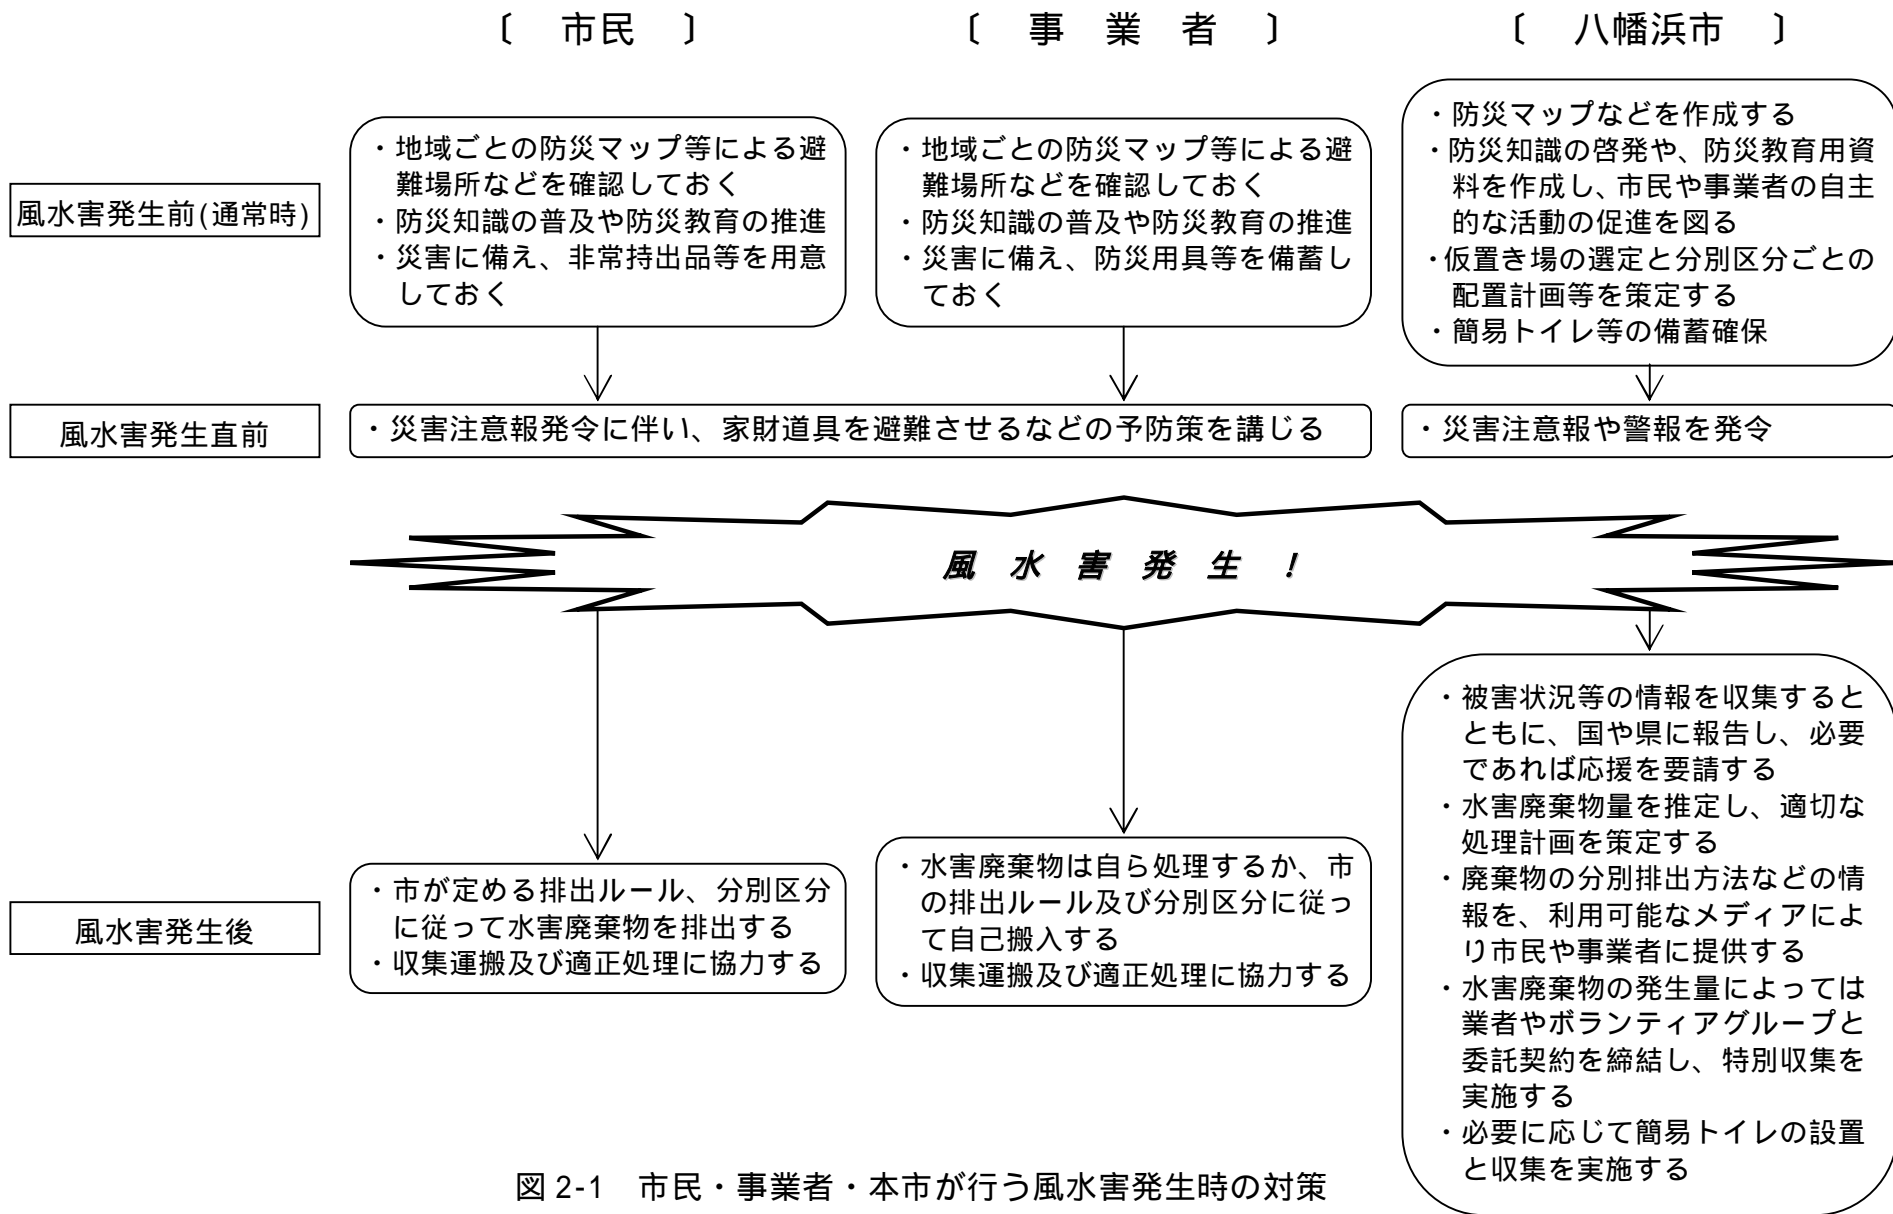 〔 市民 〕
〔 事 業 者 〕
〔 八幡浜市 〕
風水害発生前(通常時)
・地域ごとの防災マップ等による避
難場所などを確認しておく
・防災知識の普及や防災教育の推進
・災害に備え、非常持出品等を用意
しておく
・地域ごとの防災マップ等による避
難場所などを確認しておく
・防災知識の普及や防災教育の推進
・災害に備え、防災用具等を備蓄し
ておく
・防災マップなどを作成する
・防災知識の啓発や、防災教育用資
料を作成し、市民や事業者の自主
的な活動の促進を図る
・仮置き場の選定と分別区分ごとの
配置計画等を策定する
・簡易トイレ等の備蓄確保
風水害発生直前
・災害注意報発令に伴い、家財道具を避難させるなどの予防策を講じる
・災害注意報や警報を発令
風 水 害 発 生 !
風水害発生後
・市が定める排出ルール、分別区分
に従って水害廃棄物を排出する
・収集運搬及び適正処理に協力する
・水害廃棄物は自ら処理するか、市
の排出ルール及び分別区分に従っ
て自己搬入する
・収集運搬及び適正処理に協力する
・被害状況等の情報を収集すると
ともに、国や県に報告し、必要
であれば応援を要請する
・水害廃棄物量を推定し、適切な
処理計画を策定する
・廃棄物の分別排出方法などの情
報を、利用可能なメディアによ
り市民や事業者に提供する
・水害廃棄物の発生量によっては
業者やボランティアグループと
委託契約を締結し、特別収集を
実施する
・必要に応じて簡易トイレの設置
と収集を実施する
図 2-1 市民・事業者・本市が行う風水害発生時の対策